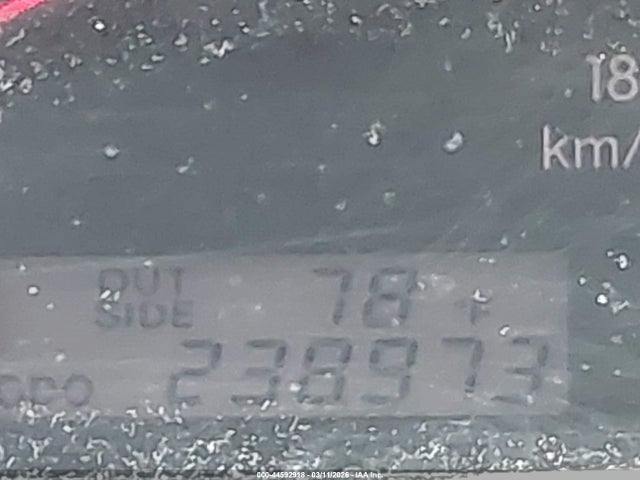 18
km/
OUT SIDE 78 °F
ODO 238973
000-44592918 - 03/11/2026 - IAA Inc.